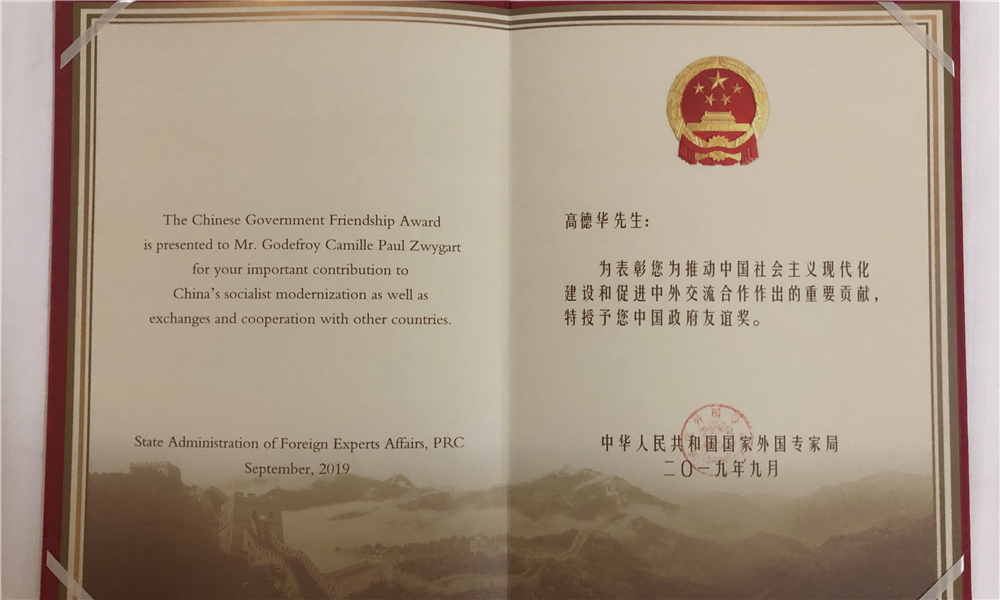 The Chinese Government Friendship Award
is presented to Mr. Godefroy Camille Paul Zwygart
for your important contribution to
China's socialist modernization as well as
exchanges and cooperation with other countries.
State Administration of Foreign Experts Affairs, PRC
September, 2019
高德华 先生:
为表彰您为推动中国社会主义现代化
建设和促进中外交流合作作出的重要贡献,
特授予您中国政府友谊奖。
中华人民共和国国家外国专家局
二〇一九年九月